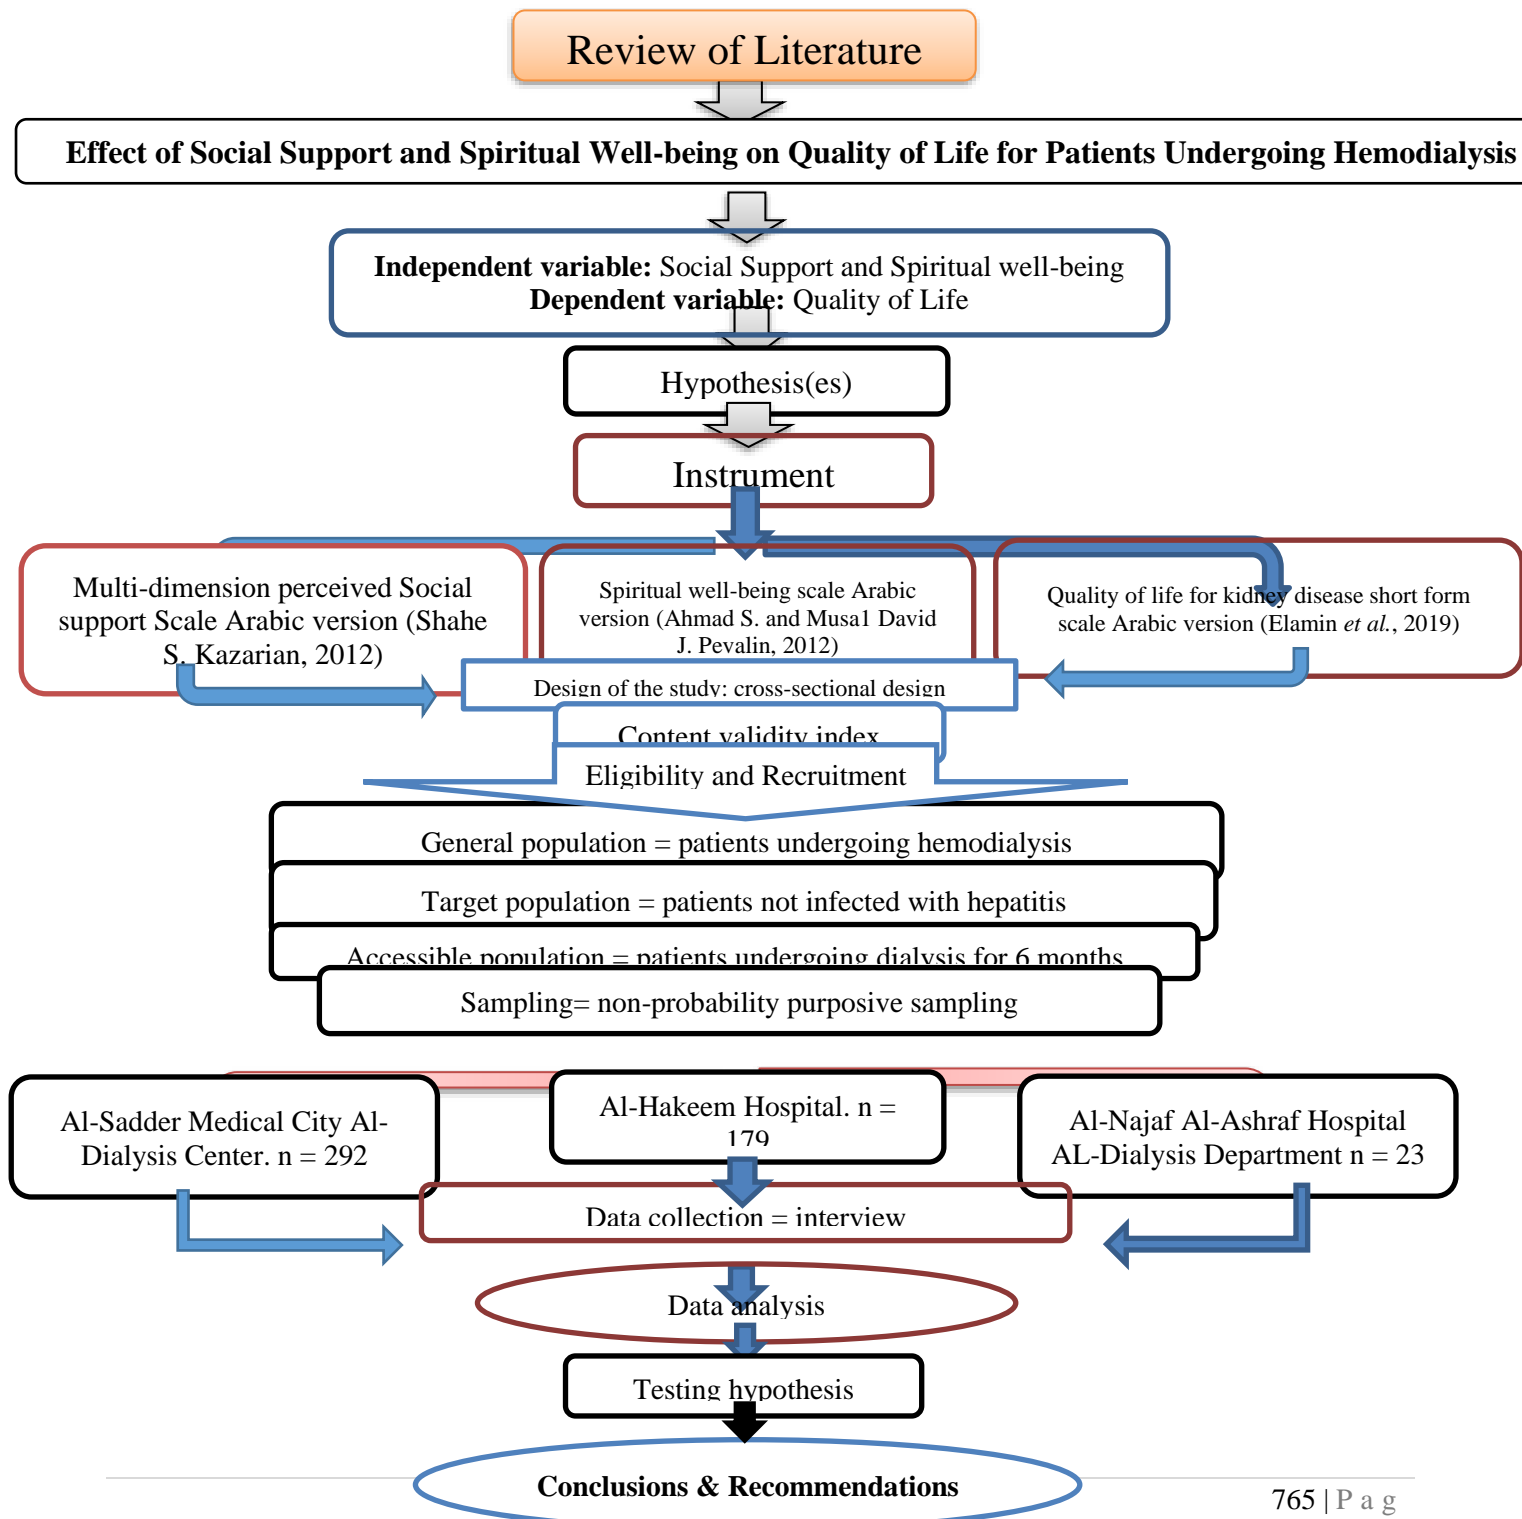 Review of Literature
Effect of Social Support and Spiritual Well-being on Quality of Life for Patients Undergoing Hemodialysis
Independent variable: Social Support and Spiritual well-being
Dependent variable: Quality of Life
Hypothesis(es)
Instrument
Multi-dimension perceived Social
support Scale Arabic version (Shahe
S. Kazarian, 2012)
Spiritual well-being scale Arabic
version (Ahmad S. and Musa1 David
J. Pevalin, 2012)
Quality of life for kidney disease short form
scale Arabic version (Elamin et al., 2019)
Design of the study: cross-sectional design
Content validity index
Eligibility and Recruitment
General population = patients undergoing hemodialysis
Target population = patients not infected with hepatitis
Accessible population = patients undergoing dialysis for 6 months
Sampling= non-probability purposive sampling
Al-Sadder Medical City Al-
Dialysis Center. n = 292
Al-Hakeem Hospital. n =
179
Al-Najaf Al-Ashraf Hospital
AL-Dialysis Department n = 23
Data collection = interview
Data analysis
Testing hypothesis
Conclusions & Recommendations
765 | P a g